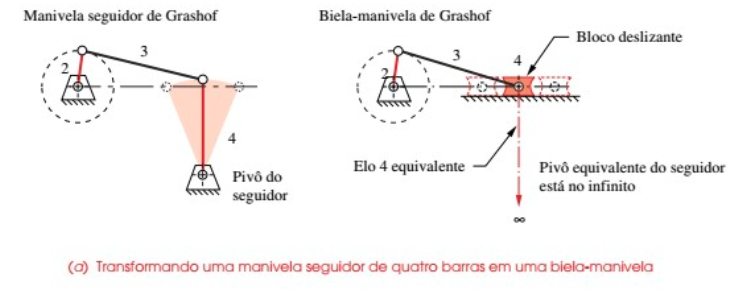 Manivela seguidor de Grashof
3
2
4
Pivô do
seguidor
Biela-manivela de Grashof
Bloco deslizante
3
4
2
Elo 4 equivalente
Pivô equivalente do seguidor
está no infinito
∞
(a) Transformando uma manivela seguidor de quatro barras em uma biela-manivela